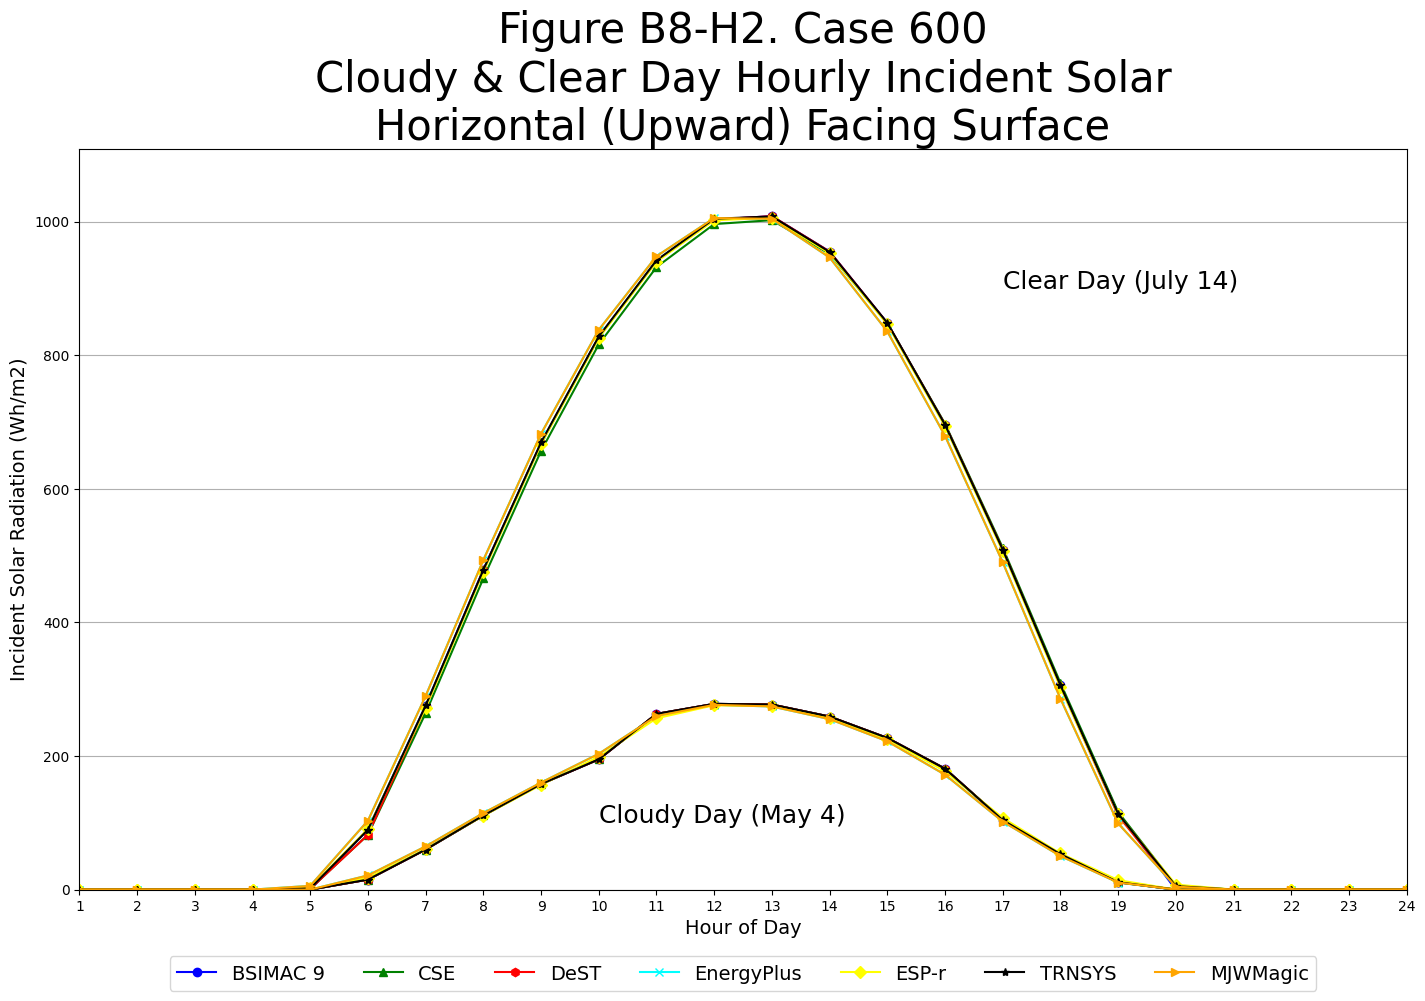 Figure B8-H2. Case 600
Cloudy & Clear Day Hourly Incident Solar
Horizontal (Upward) Facing Surface
Incident Solar Radiation (Wh/m2)
1000
800
600
400
200
0
Clear Day (July 14)
Cloudy Day (May 4)
1 2 3 4 5 6 7 8 9 10 11 12 13 14 15 16 17 18 19 20 21 22 23 24
Hour of Day
BSIMAC 9 CSE DeST EnergyPlus ESP-r TRNSYS MJWMagic